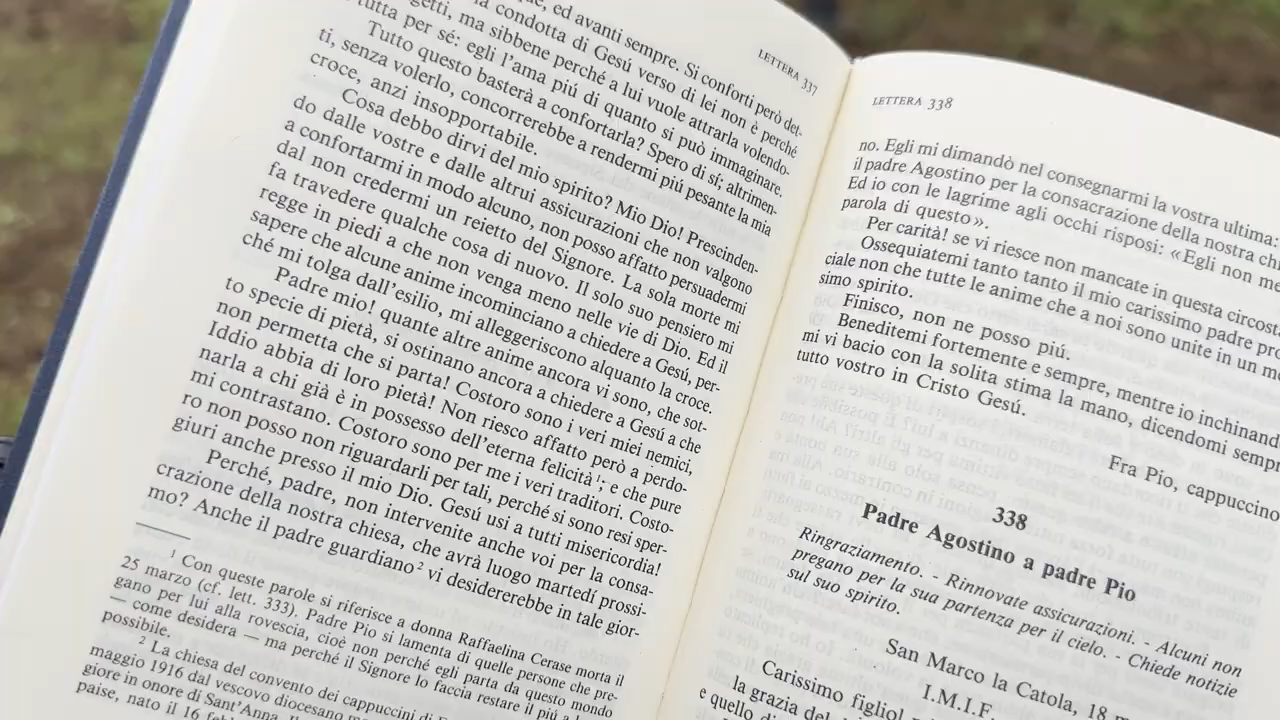 LETTERA 337
ed avanti sempre. Si conforti però det-
la condotta di Gesú verso di lei non è perché
getti, ma sibbene perché a lui vuole attrarla volendo-
tutta per sé: egli l'ama piú di quanto si può immaginare.
Tutto questo basterà a confortarla? Spero di sí; altrimen-
ti, senza volerlo, concorrerebbe a rendermi piú pesante la mia
croce, anzi insopportabile.
Cosa debbo dirvi del mio spirito? Mio Dio! Prescinden-
do dalle vostre e dalle altrui assicurazioni che non valgono
a confortarmi in modo alcuno, non posso affatto persuadermi
dal non credermi un reietto del Signore. La sola morte mi
fa travedere qualche cosa di nuovo. Il solo suo pensiero mi
regge in piedi a che non venga meno nelle vie di Dio. Ed il
sapere che alcune anime incominciano a chiedere a Gesú, per-
ché mi tolga dall'esilio, mi alleggeriscono alquanto la croce.
Padre mio! quante altre anime ancora vi sono, che sot-
to specie di pietà, si ostinano ancora a chiedere a Gesú a che
non permetta che si parta! Costoro sono i veri miei nemici,
Iddio abbia di loro pietà! Non riesco affatto però a perdo-
narla a chi già è in possesso dell'eterna felicità¹; e che pure
mi contrastano. Costoro sono per me i veri traditori. Costo-
ro non posso non riguardarli per tali, perché si sono resi sper-
giuri anche presso il mio Dio. Gesú usi a tutti misericordia!
Perché, padre, non intervenite anche voi per la consa-
crazione della nostra chiesa, che avrà luogo martedí prossi-
mo? Anche il padre guardiano² vi desidererebbe in tale gior-
¹ Con queste parole si riferisce a donna Raffaelina Cerase morta il
25 marzo (cf. lett. 333). Padre Pio si lamenta di quelle persone che pre-
gano per lui alla rovescia, cioè non perché egli parta da questo mondo
— come desidera — ma perché il Signore lo faccia restare il piú a
possibile.
² La chiesa del convento dei cappuccini di
maggio 1916 dal vescovo diocesano
giore in onore di Sant'Anna.
paise, nato il 16
LETTERA 338
no. Egli mi dimandò nel consegnarmi la vostra ultima:
il padre Agostino per la consacrazione della nostra
Ed io con le lagrime agli occhi risposi: «Egli non
parola di questo».
Per carità! se vi riesce non mancate in questa
Ossequiatemi tanto tanto il mio carissimo padre
ciale non che tutte le anime che a noi sono unite in un
simo spirito.
Finisco, non ne posso piú.
Beneditemi fortemente e sempre, mentre io
mi vi bacio con la solita stima la mano, dicendomi
tutto vostro in Cristo Gesú.
Fra Pio, cappuccino
338
Padre Agostino a padre Pio
Ringraziamento. - Rinnovate assicurazioni. - Alcuni non
pregano per la sua partenza per il cielo. - Chiede notizie
sul suo spirito.
San Marco la Catola, 18
I.M.I.F.
Carissimo
la grazia del
e quello